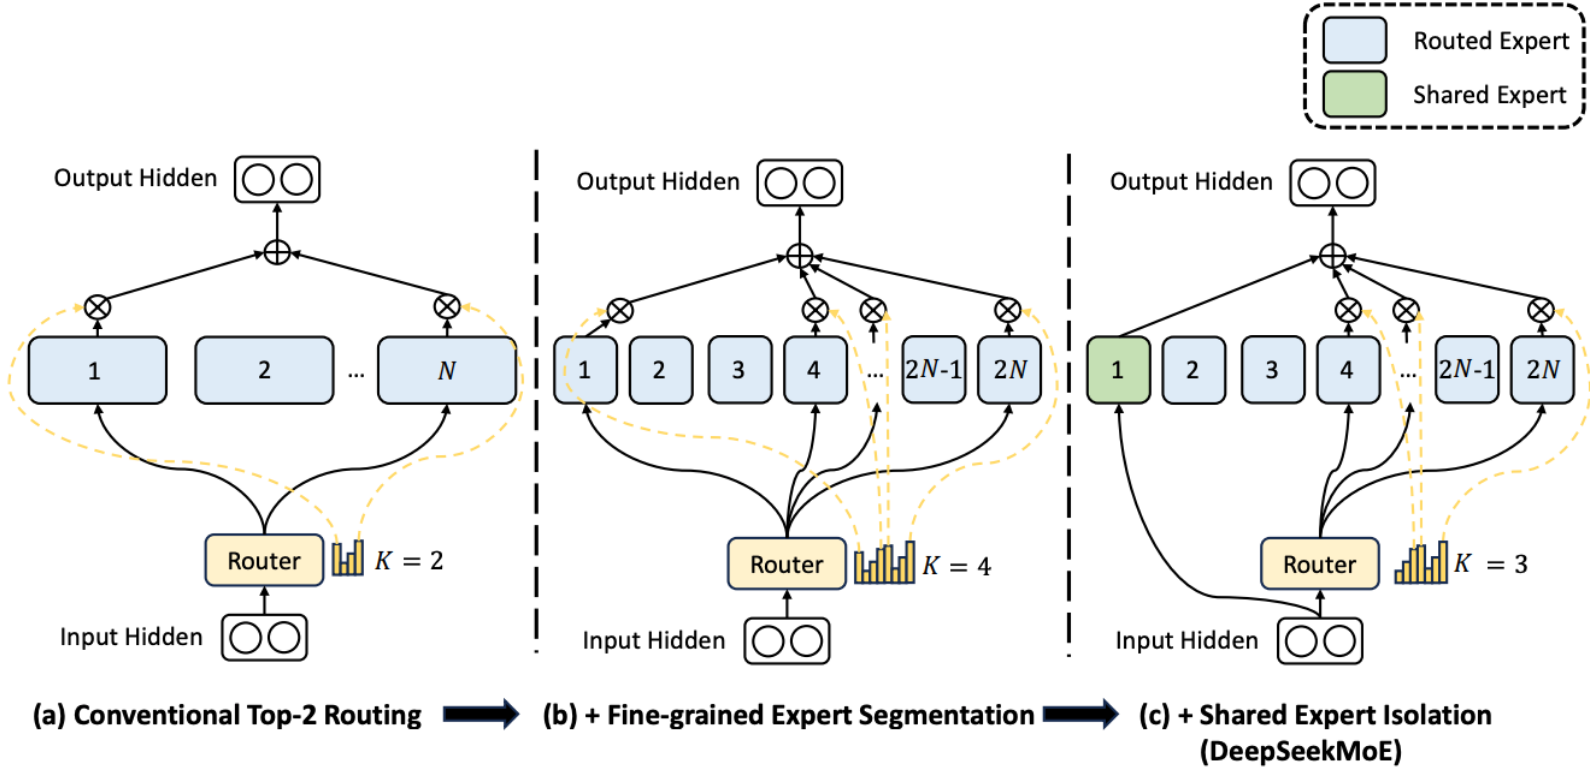 Routed Expert
Shared Expert
Output Hidden
1
2
...
N
Router
K = 2
Input Hidden
(a) Conventional Top-2 Routing
Output Hidden
1
2
3
4
...
2N-1
2N
Router
K = 4
Input Hidden
(b) + Fine-grained Expert Segmentation
Output Hidden
1
2
3
4
...
2N-1
2N
Router
K = 3
Input Hidden
(c) + Shared Expert Isolation
(DeepSeekMoE)